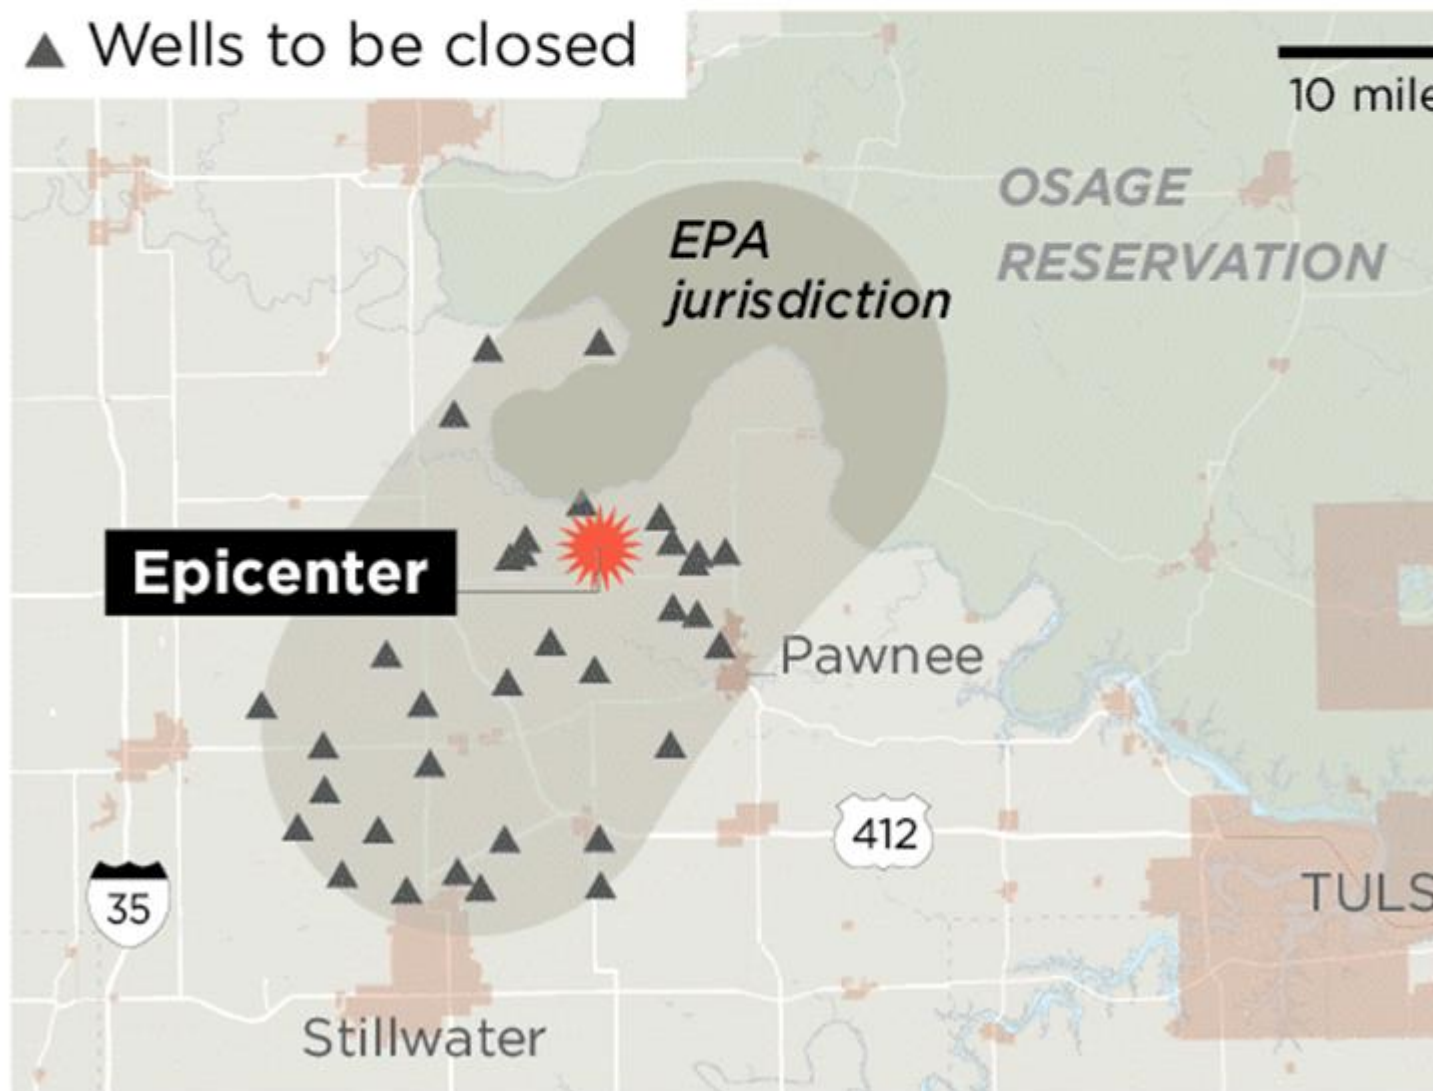 Wells to be closed
10 mile
OSAGE
RESERVATION
EPA
jurisdiction
Epicenter
Pawnee
412
35
TULS
Stillwater